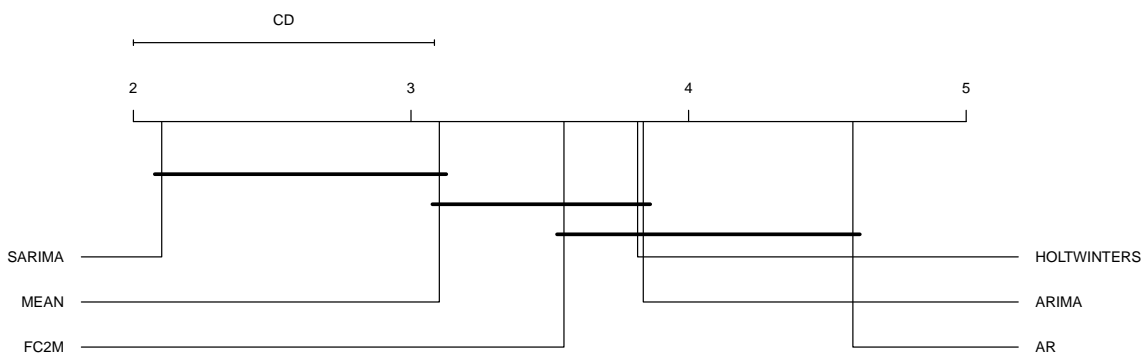 CD
2 3 4 5
SARIMA HOLTWINTERS
MEAN ARIMA
FC2M AR